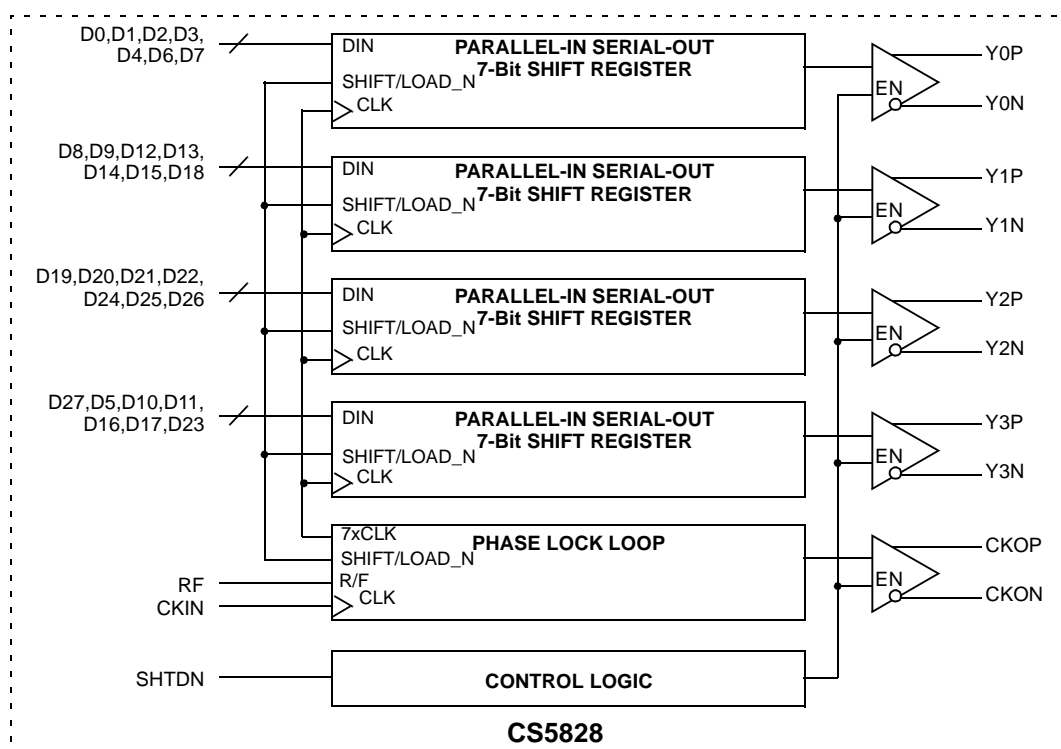 D0,D1,D2,D3,
D4,D6,D7
DIN
PARALLEL-IN SERIAL-OUT
7-Bit SHIFT REGISTER
SHIFT/LOAD_N
CLK
EN
Y0P
Y0N
D8,D9,D12,D13,
D14,D15,D18
DIN
PARALLEL-IN SERIAL-OUT
7-Bit SHIFT REGISTER
SHIFT/LOAD_N
CLK
EN
Y1P
Y1N
D19,D20,D21,D22,
D24,D25,D26
DIN
PARALLEL-IN SERIAL-OUT
7-Bit SHIFT REGISTER
SHIFT/LOAD_N
CLK
EN
Y2P
Y2N
D27,D5,D10,D11,
D16,D17,D23
DIN
PARALLEL-IN SERIAL-OUT
7-Bit SHIFT REGISTER
SHIFT/LOAD_N
CLK
EN
Y3P
Y3N
7xCLK
PHASE LOCK LOOP
SHIFT/LOAD_N
RF
R/F
CKIN
CLK
EN
CKOP
CKON
SHTDN
CONTROL LOGIC
CS5828